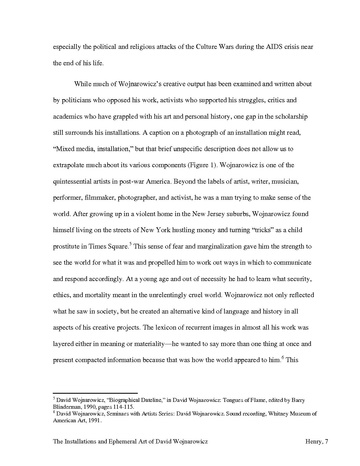 especially the political and religious attacks of the Culture Wars during the AIDS crisis near
the end of his life.
While much of Wojnarowicz's creative output has been examined and written about
by politicians who opposed his work, activists who supported his struggles, critics and
academics who have grappled with his art and personal history, one gap in the scholarship
still surrounds his installations. A caption on a photograph of an installation might read,
"Mixed media, installation," but that brief unspecific description does not allow us to
extrapolate much about its various components (Figure 1). Wojnarowicz is one of the
quintessential artists in post-war America. Beyond the labels of artist, writer, musician,
performer, filmmaker, photographer, and activist, he was a man trying to make sense of the
world. After growing up in a violent home in the New Jersey suburbs, Wojnarowicz found
himself living on the streets of New York hustling money and turning "tricks" as a child
prostitute in Times Square.5 This sense of fear and marginalization gave him the strength to
see the world for what it was and propelled him to work out ways in which to communicate
and respond accordingly. At a young age and out of necessity he had to learn what security,
ethics, and mortality meant in the unrelentingly cruel world. Wojnarowicz not only reflected
what he saw in society, but he created an alternative kind of language and history in all
aspects of his creative projects. The lexicon of recurrent images in almost all his work was
layered either in meaning or materiality—he wanted to say more than one thing at once and
present compacted information because that was how the world appeared to him.6 This
5 David Wojnarowicz, "Biographical Dateline," in David Wojnarowicz: Tongues of Flame, edited by Barry
Blinderman, 1990, pages 114-115.
6 David Wojnarowicz, Seminars with Artists Series: David Wojnarowicz. Sound recording, Whitney Museum of
American Art, 1991.
The Installations and Ephemeral Art of David Wojnarowicz Henry, 7